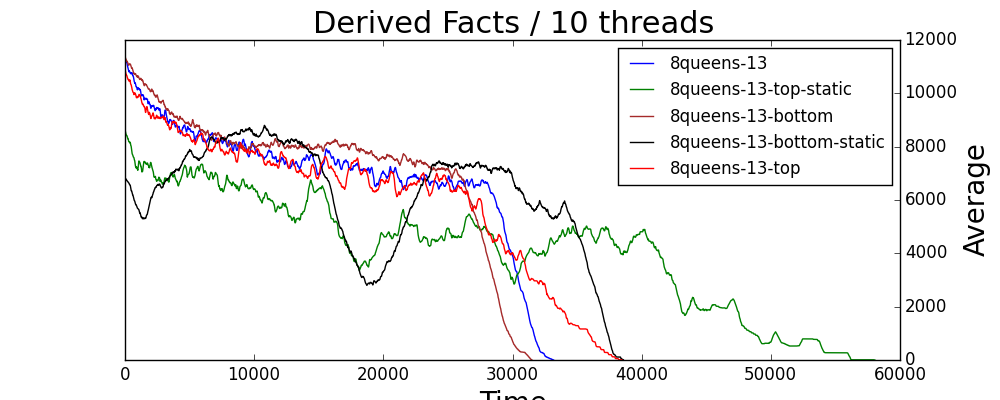 Derived Facts / 10 threads
12000
10000
8000
6000
4000
2000
0
Average
8queens-13
8queens-13-top-static
8queens-13-bottom
8queens-13-bottom-static
8queens-13-top
0 10000 20000 30000 40000 50000 60000
Time